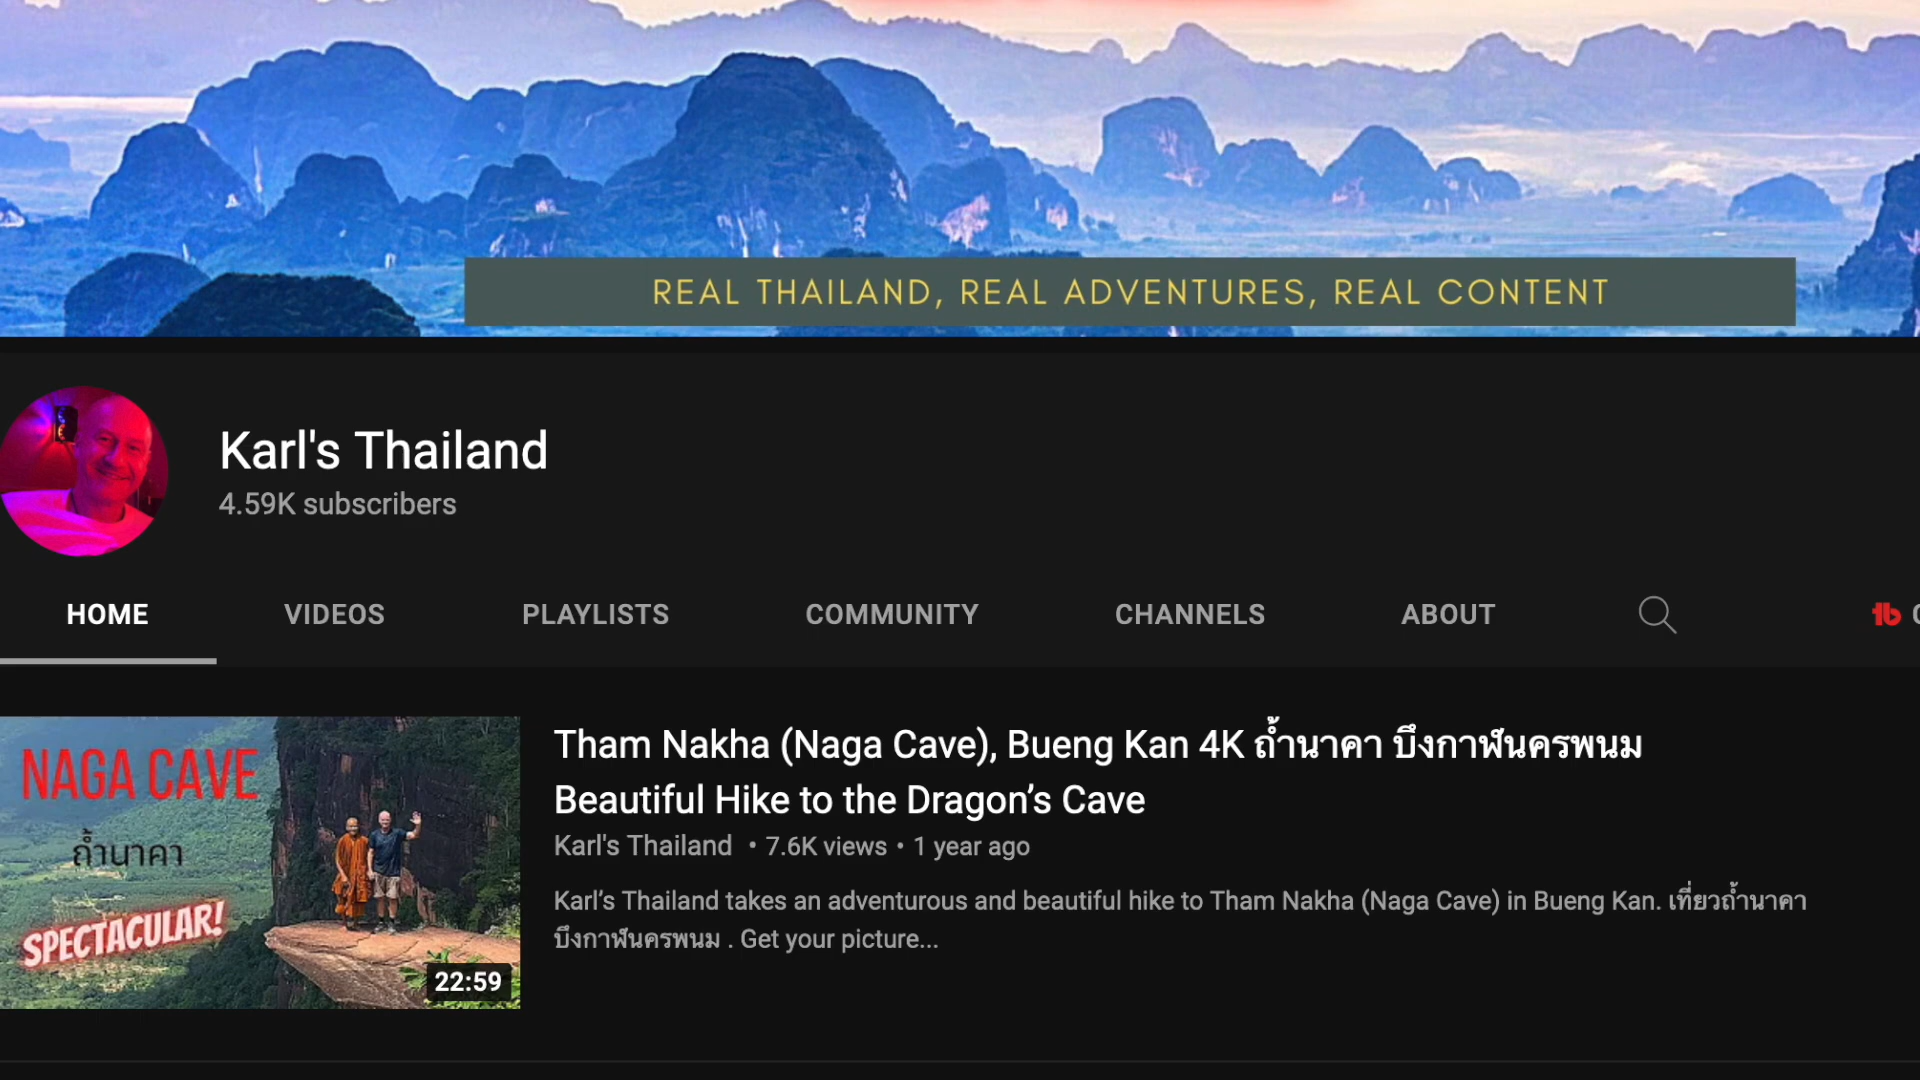 REAL THAILAND, REAL ADVENTURES, REAL CONTENT
Karl's Thailand
4.59K subscribers
HOME VIDEOS PLAYLISTS COMMUNITY CHANNELS ABOUT
NAGA CAVE
ถ้ำนาคา
SPECTACULAR!
22:59
Tham Nakha (Naga Cave), Bueng Kan 4K ถ้ำนาคา บึงกาฬนครพนม
Beautiful Hike to the Dragon’s Cave
Karl's Thailand • 7.6K views • 1 year ago
Karl’s Thailand takes an adventurous and beautiful hike to Tham Nakha (Naga Cave) in Bueng Kan. เที่ยวถ้ำนาคา
บึงกาฬนครพนม . Get your picture...